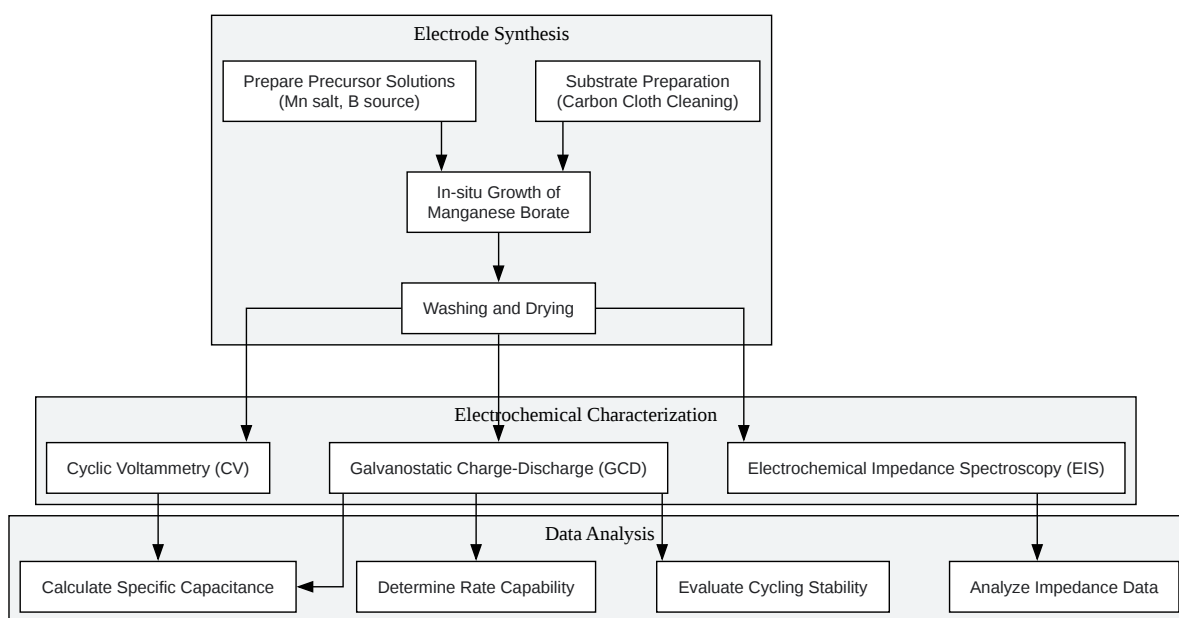 Electrode Synthesis
Prepare Precursor Solutions
(Mn salt, B source)
Substrate Preparation
(Carbon Cloth Cleaning)
In-situ Growth of
Manganese Borate
Washing and Drying
Electrochemical Characterization
Cyclic Voltammetry (CV)
Galvanostatic Charge-Discharge (GCD)
Electrochemical Impedance Spectroscopy (EIS)
Data Analysis
Calculate Specific Capacitance
Determine Rate Capability
Evaluate Cycling Stability
Analyze Impedance Data